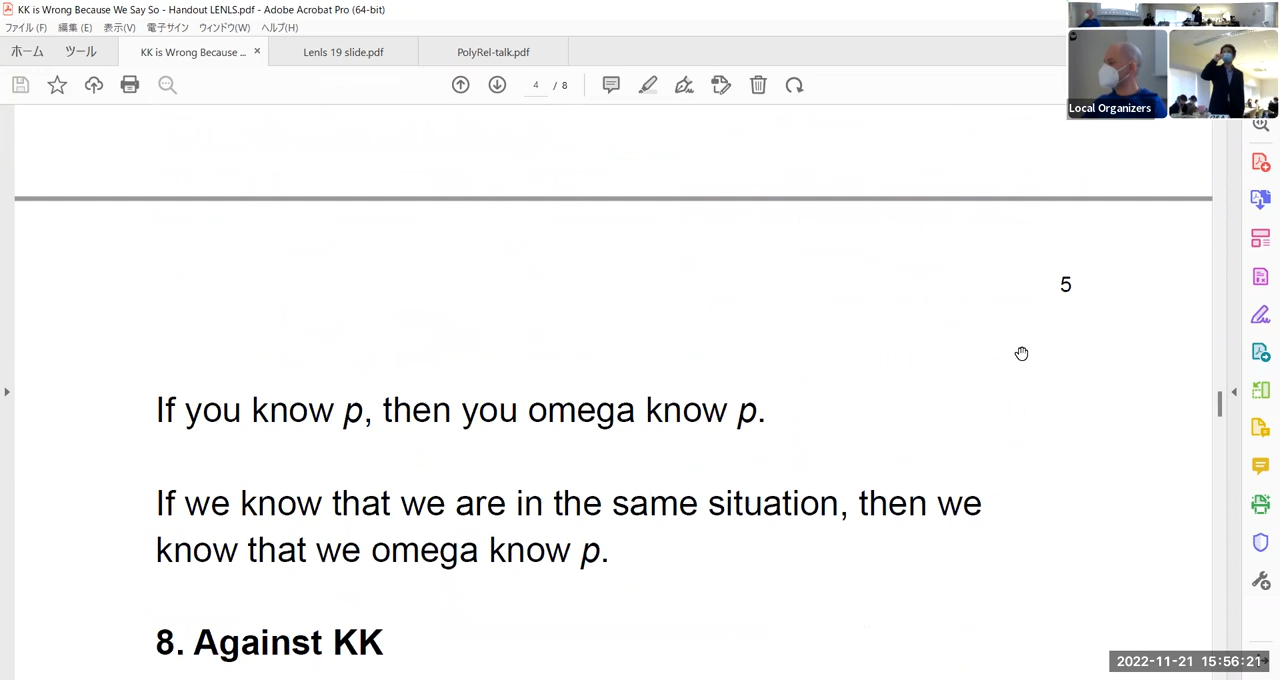 KK is Wrong Because We Say So - Handout LENLS.pdf - Adobe Acrobat Pro (64-bit)
ファイル(F) 編集(E) 表示(V) 電子サイン ウィンドウ(W) ヘルプ(H)
ホーム ツール KK is Wrong Because ... × Lenls 19 slide.pdf PolyRel-talk.pdf
4 / 8
Local Organizers
5
If you know p, then you omega know p.
If we know that we are in the same situation, then we
know that we omega know p.
8. Against KK
2022-11-21 15:56:21